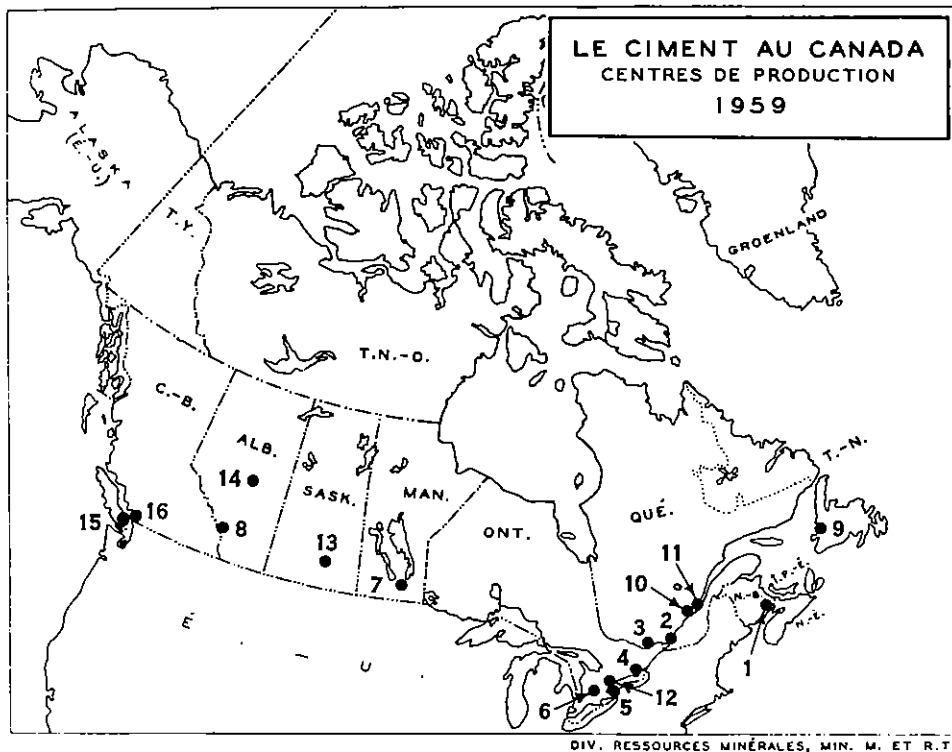 LE CIMENT AU CANADA
CENTRES DE PRODUCTION
1959
ALASKA
(É.-U.)
T.Y.
GROENLAND
T.N.-O.
C.-B.
ALB.
SASK.
MAN.
ONT.
QUÉ.
T.-N.
14
15
16
8
13
7
9
11
10
N.-B.
I.P.-É.
N.-É.
3
2
1
4
12
6
5
É.-U
DIV. RESSOURCES MINÉRALES, MIN. M. ET R.T